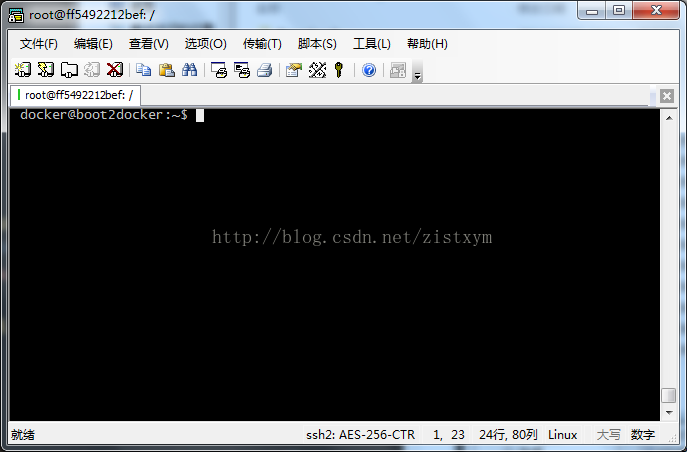 root@ff5492212bef: /
文件(F) 编辑(E) 查看(V) 选项(O) 传输(T) 脚本(S) 工具(L) 帮助(H)
root@ff5492212bef: /
docker@boot2docker:~$
http://blog.csdn.net/zistxym
就绪 ssh2: AES-256-CTR 1, 23 24行, 80列 Linux 大写 数字